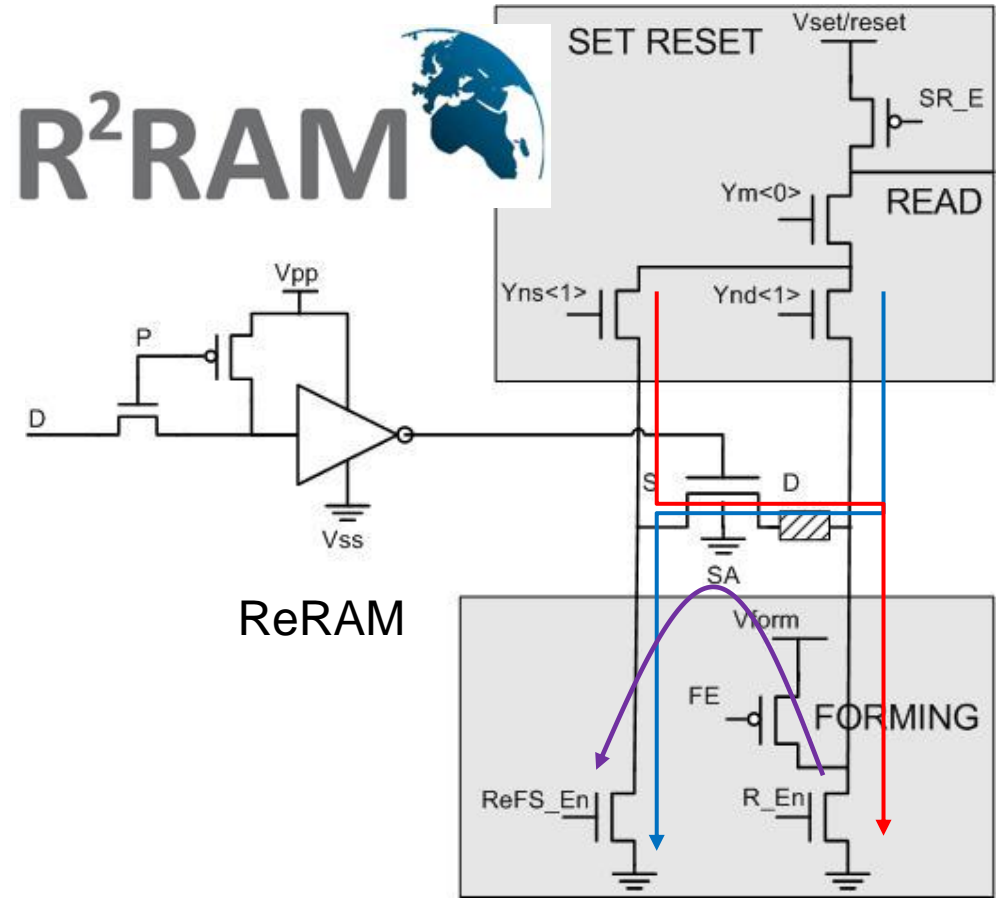 R²RAM
SET RESET
Vset/reset
SR_E
READ
Ym<0>
Yns<1>
Ynd<1>
Vpp
P
D
Vss
S
D
SA
ReRAM
Vform
FE
FORMING
ReFS_En
R_En